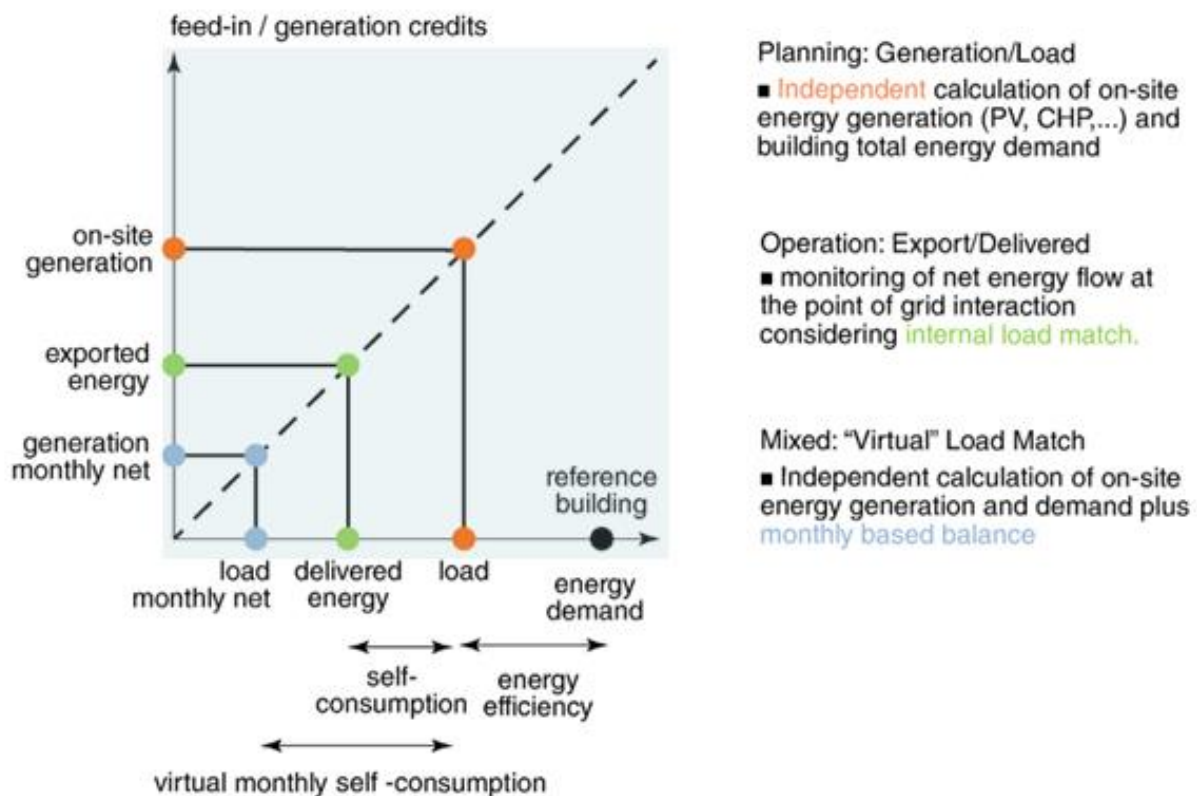 feed-in / generation credits
on-site
generation
exported
energy
generation
monthly net
reference
building
load
monthly net
delivered
energy
load
energy
demand
self-
consumption
energy
efficiency
virtual monthly self -consumption
Planning: Generation/Load
■ Independent calculation of on-site
energy generation (PV, CHP,...) and
building total energy demand
Operation: Export/Delivered
■ monitoring of net energy flow at
the point of grid interaction
considering internal load match.
Mixed: “Virtual” Load Match
■ Independent calculation of on-site
energy generation and demand plus
monthly based balance